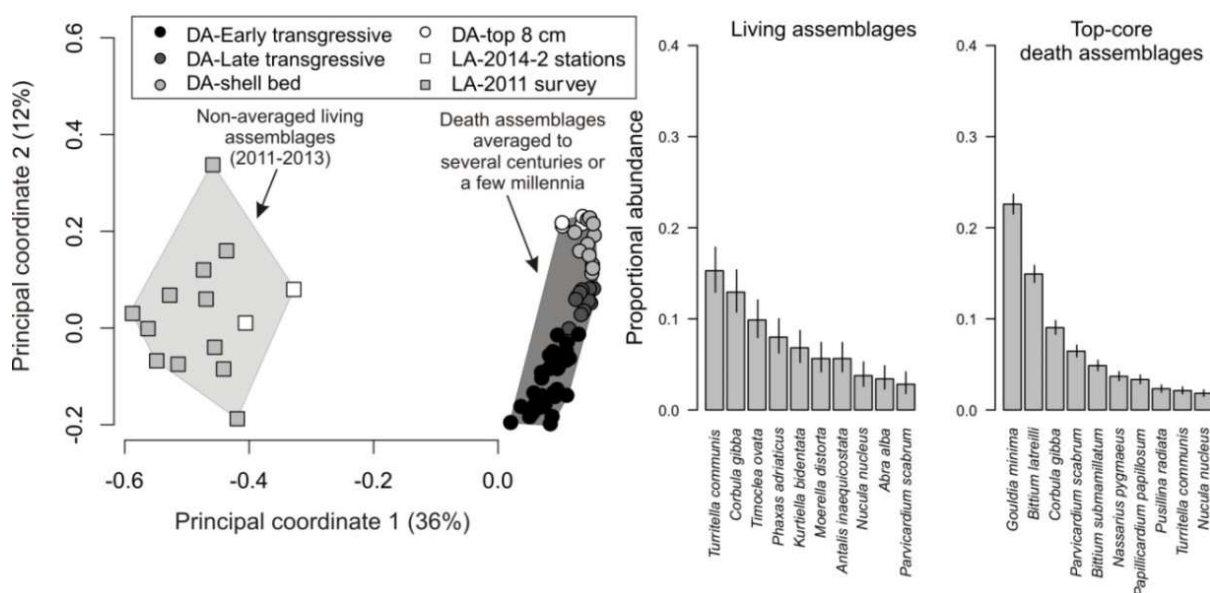 DA-Early transgressive
DA-Late transgressive
DA-shell bed
DA-top 8 cm
LA-2014-2 stations
LA-2011 survey
Non-averaged living
assemblages
(2011-2013)
Death assemblages
averaged to
several centuries or
a few millennia
Principal coordinate 2 (12%)
0.6
0.4
0.2
0.0
-0.2
-0.6
-0.4
-0.2
0.0
Principal coordinate 1 (36%)
Living assemblages
Proportional abundance
0.4
0.3
0.2
0.1
0.0
Turritella communis
Corbula gibba
Timoclea ovata
Phaxas adriaticus
Kurtiella bidentata
Moerella distorta
Antalis inaequicostata
Nucula nucleus
Abra alba
Parvicardium scabrum
Top-core
death assemblages
0.4
0.3
0.2
0.1
0.0
Gouldia minima
Bittium latreilli
Corbula gibba
Parvicardium scabrum
Bittium submamillatum
Nassarius pygmaeus
Papillicardium papillosum
Pusillina radiata
Turritella communis
Nucula nucleus